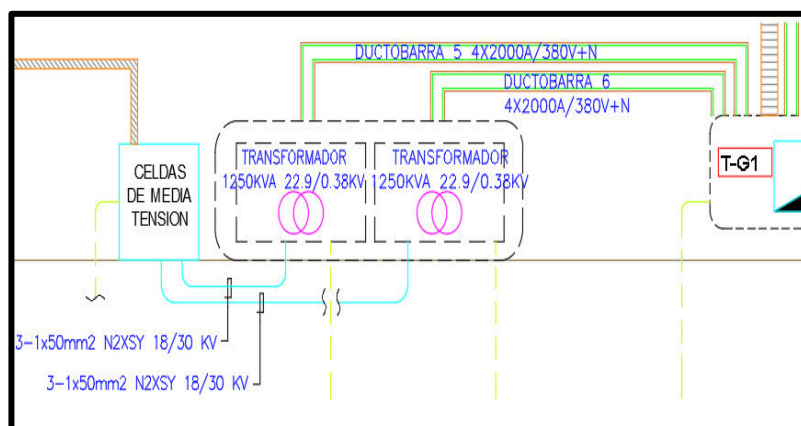 DUCTOBARRA 5 4X2000A/380V+N
DUCTOBARRA 6
4X2000A/380V+N
CELDAS
DE MEDIA
TENSION
TRANSFORMADOR
1250KVA 22.9/0.38KV
TRANSFORMADOR
1250KVA 22.9/0.38KV
T-G1
3-1x50mm2 N2XSY 18/30 KV
3-1x50mm2 N2XSY 18/30 KV